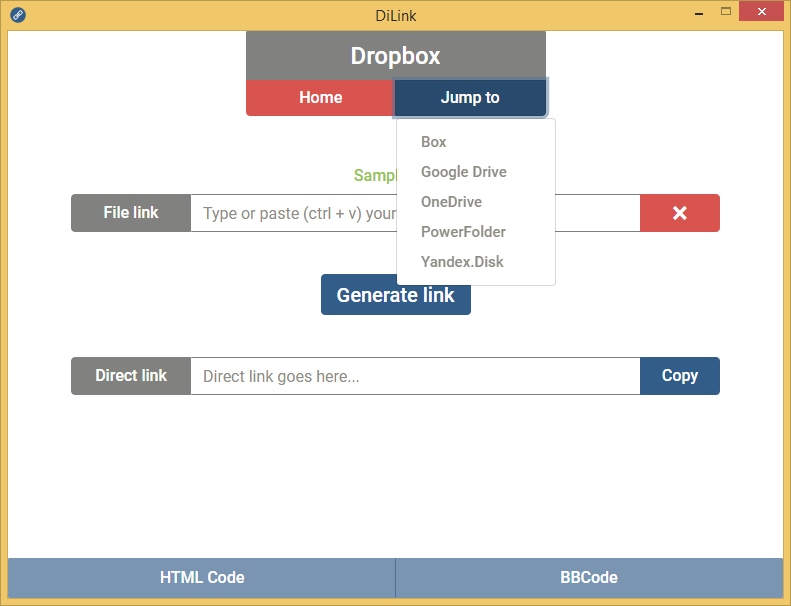 DiLink
Dropbox
Home
Jump to
Box
Google Drive
OneDrive
PowerFolder
Yandex.Disk
File link
Type or paste (ctrl + v) your
Generate link
Direct link
Direct link goes here...
Copy
HTML Code
BBCode